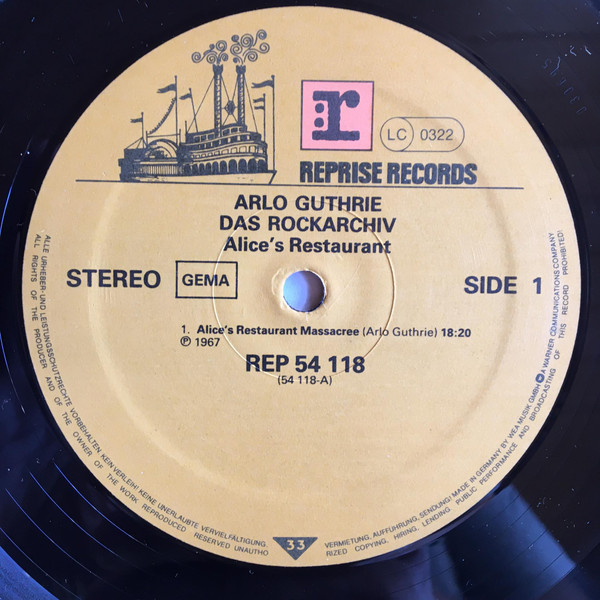 r
LC 0322
REPRISE RECORDS
ARLO GUTHRIE
DAS ROCKARCHIV
Alice's Restaurant
STEREO GEMA SIDE 1
1. Alice's Restaurant Massacree (Arlo Guthrie) 18:20
℗ 1967
REP 54 118
(54 118-A)
ALLE URHEBER- UND LEISTUNGSSCHUTZRECHTE VORBEHALTEN. KEIN VERLEIH! KEINE UNERLAUBTE VERVIELFÄLTIGUNG, VERMIETUNG, AUFFÜHRUNG, SENDUNG! MADE IN GERMANY BY WEA MUSIK GMBH A WARNER COMMUNICATIONS COMPANY
ALL RIGHTS OF THE PRODUCER AND OF THE OWNER OF THE WORK REPRODUCED RESERVED UNAUTHORIZED COPYING, HIRING, LENDING PUBLIC PERFORMANCE AND BROADCASTING OF THIS RECORD PROHIBITED!
33